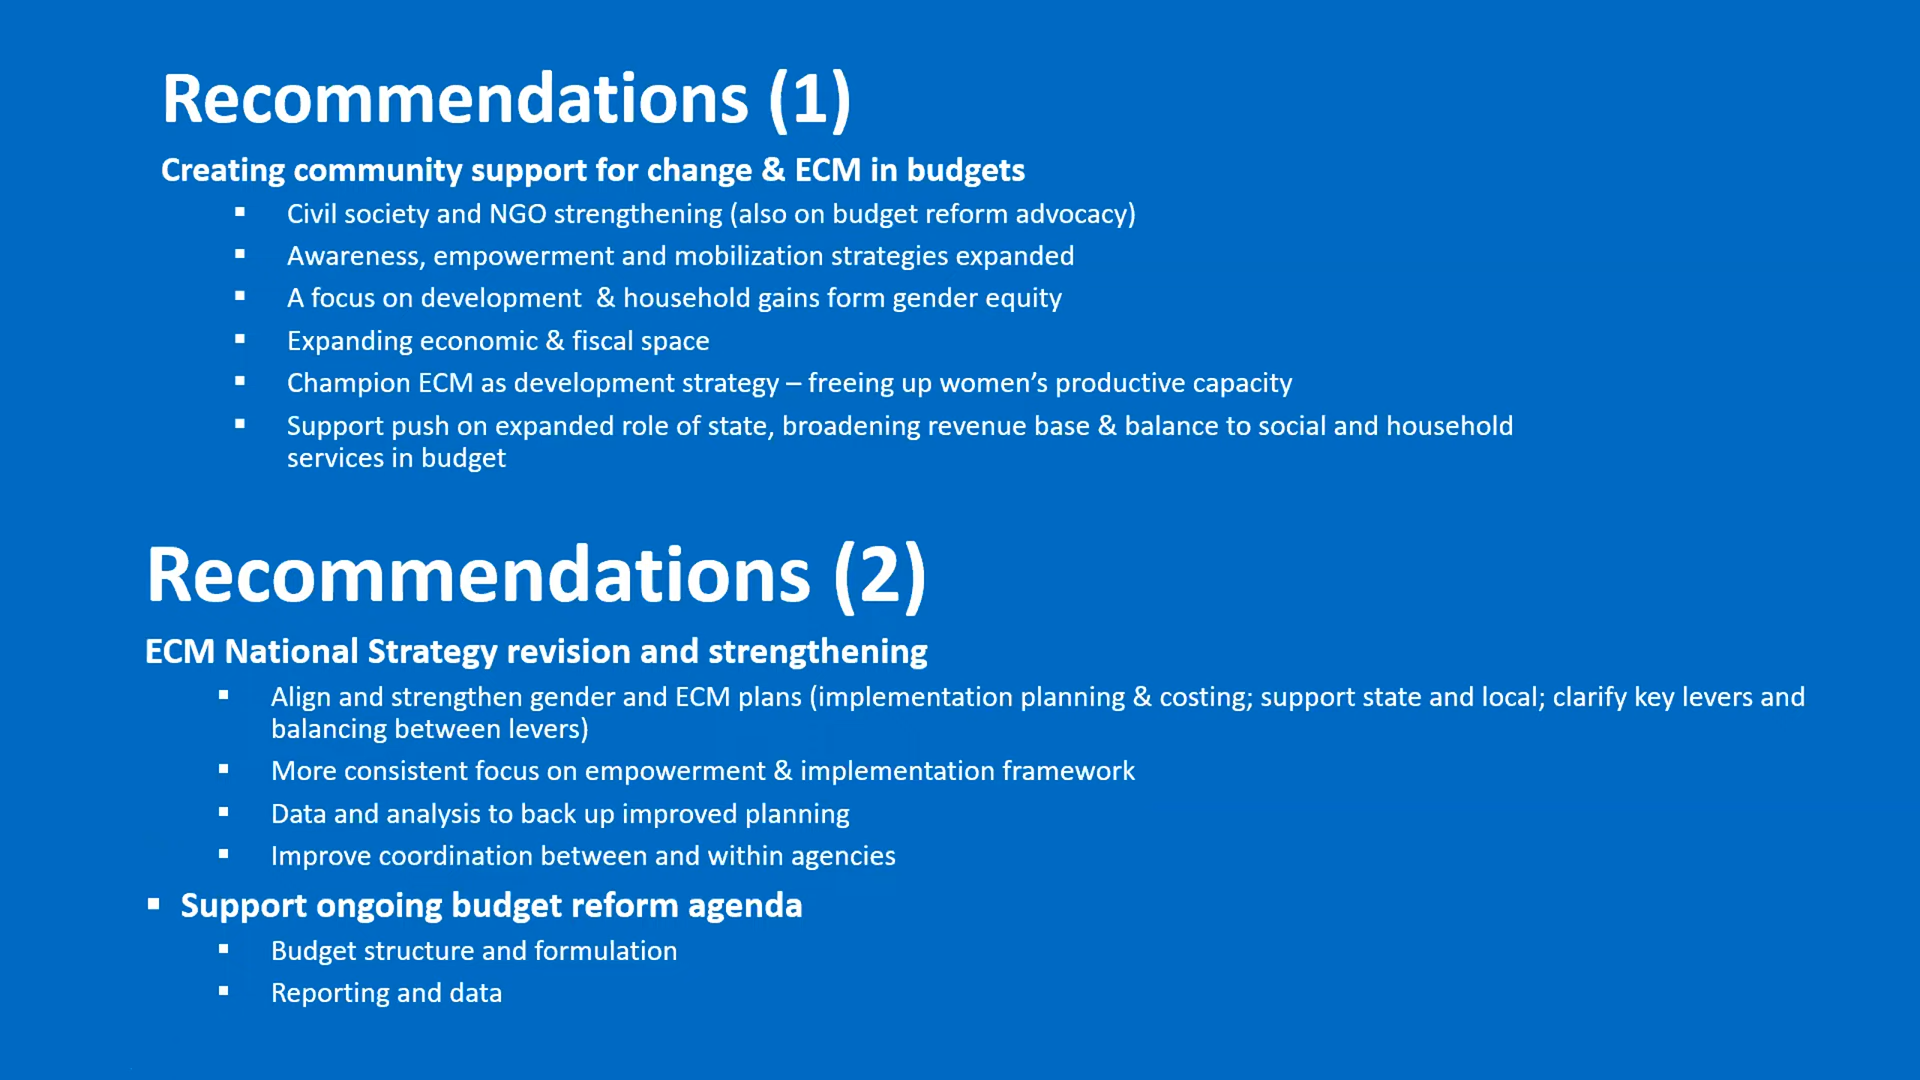 Recommendations (1)
Creating community support for change & ECM in budgets
▪ Civil society and NGO strengthening (also on budget reform advocacy)
▪ Awareness, empowerment and mobilization strategies expanded
▪ A focus on development  & household gains form gender equity
▪ Expanding economic & fiscal space
▪ Champion ECM as development strategy – freeing up women’s productive capacity
▪ Support push on expanded role of state, broadening revenue base & balance to social and household
services in budget
Recommendations (2)
ECM National Strategy revision and strengthening
▪ Align and strengthen gender and ECM plans (implementation planning & costing; support state and local; clarify key levers and
balancing between levers)
▪ More consistent focus on empowerment & implementation framework
▪ Data and analysis to back up improved planning
▪ Improve coordination between and within agencies
▪ Support ongoing budget reform agenda
▪ Budget structure and formulation
▪ Reporting and data